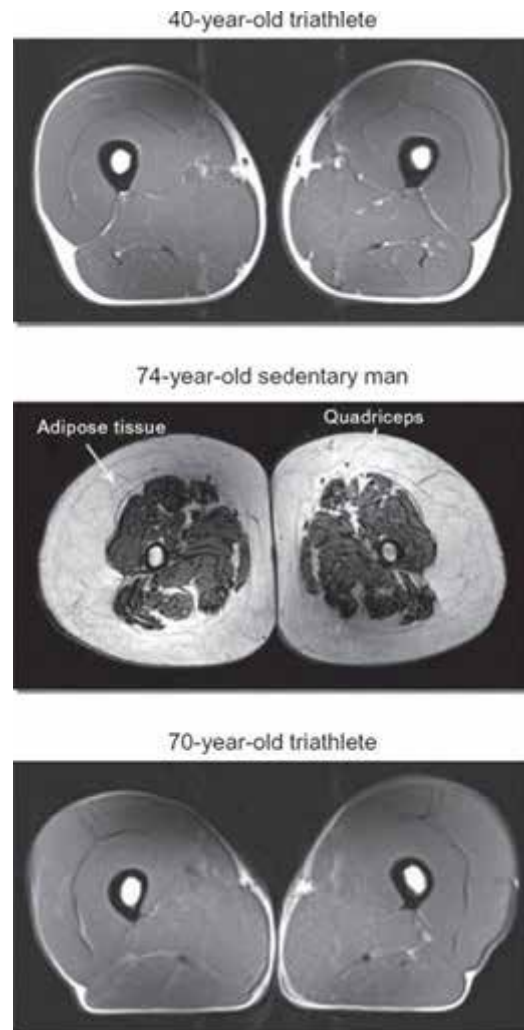 40-year-old triathlete
74-year-old sedentary man
Adipose tissue
Quadriceps
70-year-old triathlete